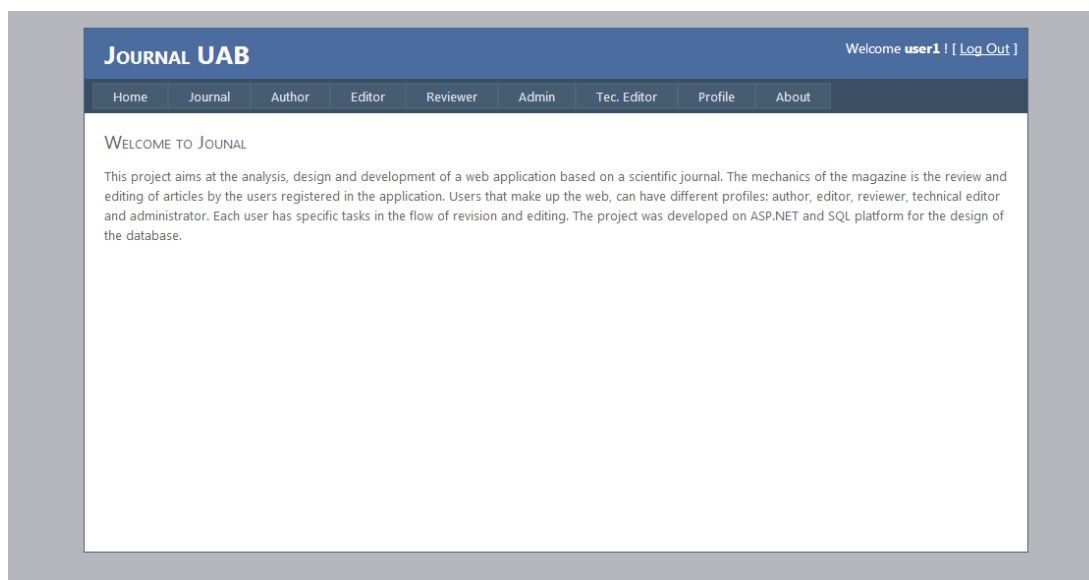 Journal UAB
Welcome user1 ! [ Log Out ]
Home Journal Author Editor Reviewer Admin Tec. Editor Profile About
Welcome to Jounal
This project aims at the analysis, design and development of a web application based on a scientific journal. The mechanics of the magazine is the review and
editing of articles by the users registered in the application. Users that make up the web, can have different profiles: author, editor, reviewer, technical editor
and administrator. Each user has specific tasks in the flow of revision and editing. The project was developed on ASP.NET and SQL platform for the design of
the database.